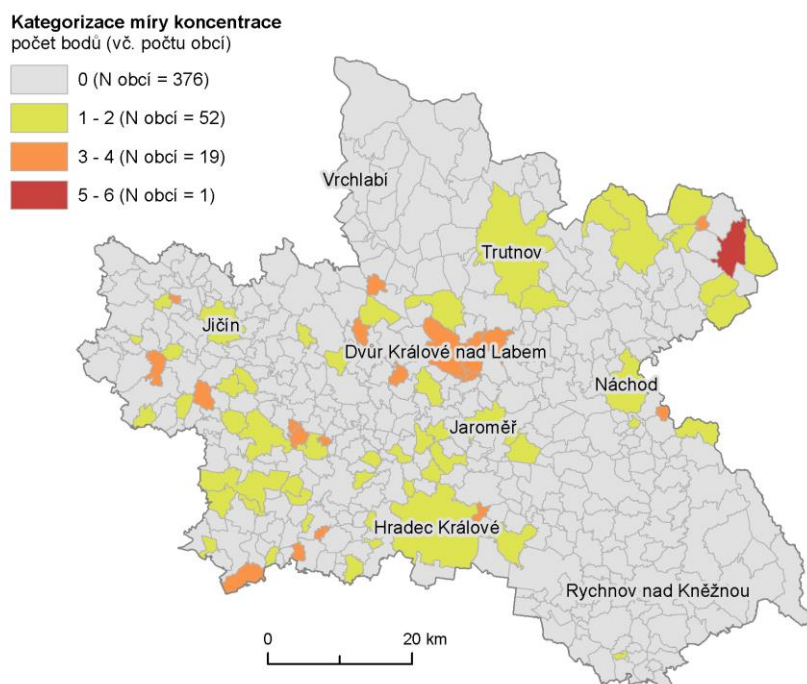 Kategorizace míry koncentrace
počet bodů (vč. počtu obcí)
0 (N obcí = 376)
1 - 2 (N obcí = 52)
3 - 4 (N obcí = 19)
5 - 6 (N obcí = 1)
Vrchlabí
Trutnov
Jičín
Dvůr Králové nad Labem
Náchod
Jaroměř
Hradec Králové
Rychnov nad Kněžnou
0
20 km